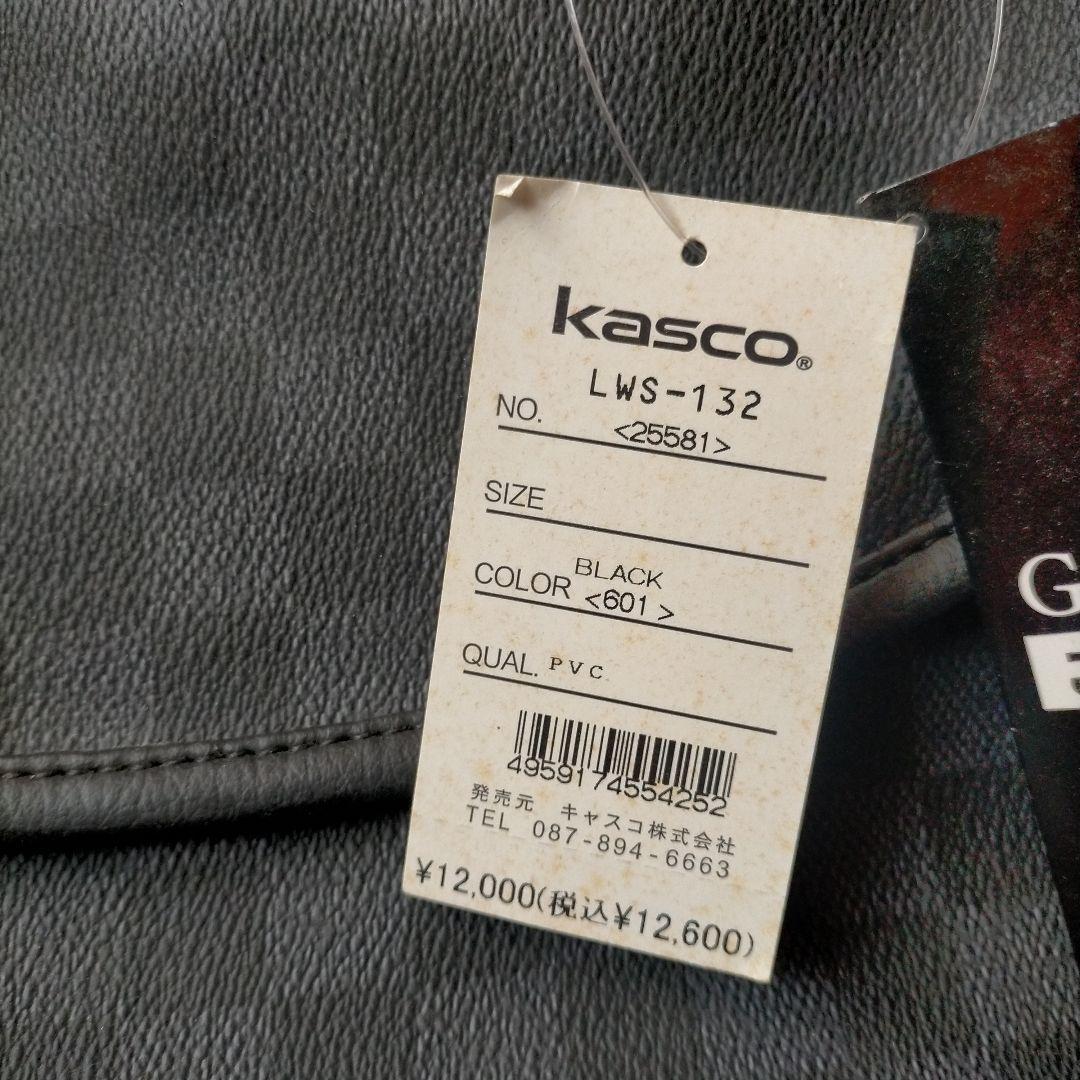 kasco®
LWS-132
NO. <25581>
SIZE
BLACK
COLOR <601>
QUAL. PVC
4959174554252
発売元 キャスコ株式会社
TEL 087-894-6663
¥12,000(税込¥12,600)
G